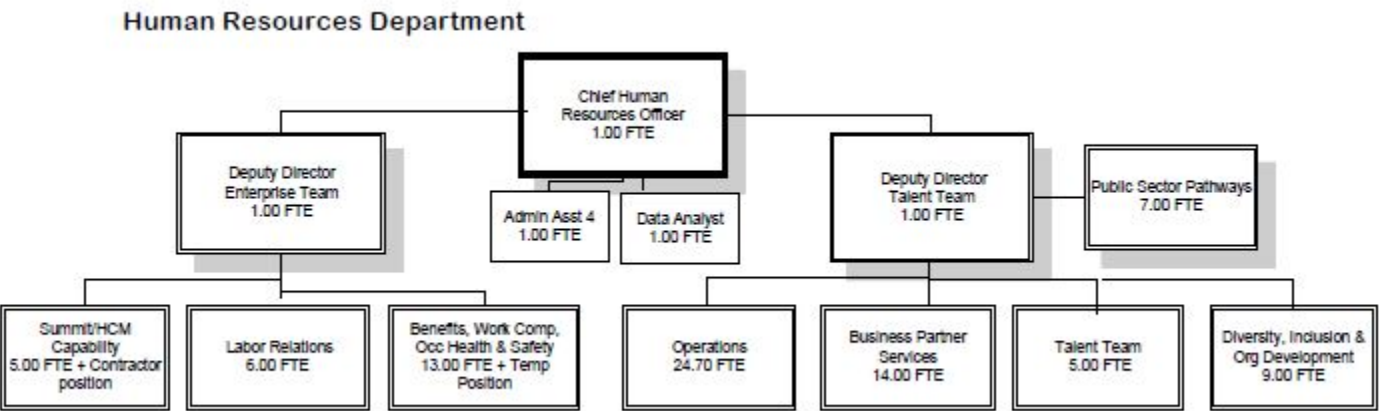 Human Resources Department
Chief Human
Resources Officer
1.00 FTE
Deputy Director
Enterprise Team
1.00 FTE
Admin Asst 4
1.00 FTE
Data Analyst
1.00 FTE
Deputy Director
Talent Team
1.00 FTE
Public Sector Pathways
7.00 FTE
Summit/HCM
Capability
5.00 FTE + Contractor
position
Labor Relations
6.00 FTE
Benefits, Work Comp,
Occ Health & Safety
13.00 FTE + Temp
Position
Operations
24.70 FTE
Business Partner
Services
14.00 FTE
Talent Team
5.00 FTE
Diversity, Inclusion &
Org Development
9.00 FTE